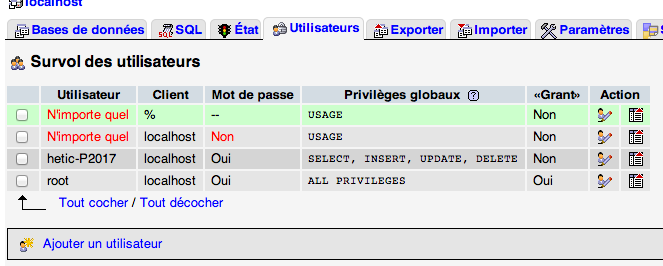 localhost
Bases de données SQL État Utilisateurs Exporter Importer Paramètres
Survol des utilisateurs
Utilisateur Client Mot de passe Privilèges globaux ? «Grant» Action
N'importe quel % -- USAGE Non
N'importe quel localhost Non USAGE Non
hetic-P2017 localhost Oui SELECT, INSERT, UPDATE, DELETE Non
root localhost Oui ALL PRIVILEGES Oui
Tout cocher / Tout décocher
Ajouter un utilisateur